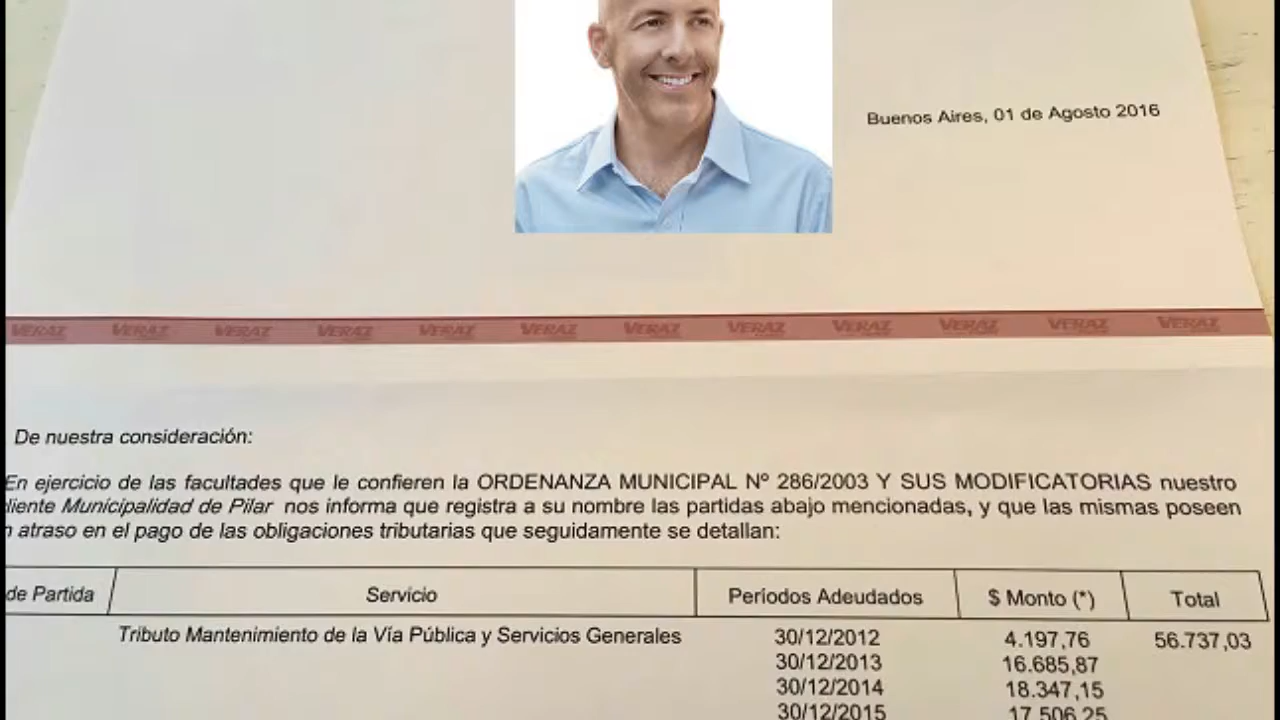 Buenos Aires, 01 de Agosto 2016
VERAZ VERAZ VERAZ VERAZ VERAZ VERAZ VERAZ VERAZ VERAZ VERAZ VERAZ VERAZ
De nuestra consideración:
En ejercicio de las facultades que le confieren la ORDENANZA MUNICIPAL Nº 286/2003 Y SUS MODIFICATORIAS nuestro
liente Municipalidad de Pilar nos informa que registra a su nombre las partidas abajo mencionadas, y que las mismas poseen
n atraso en el pago de las obligaciones tributarias que seguidamente se detallan:
de Partida Servicio Períodos Adeudados $ Monto (*) Total
Tributo Mantenimiento de la Vía Pública y Servicios Generales 30/12/2012 4.197,76 56.737,03
30/12/2013 16.685,87
30/12/2014 18.347,15
30/12/2015 17.506,25